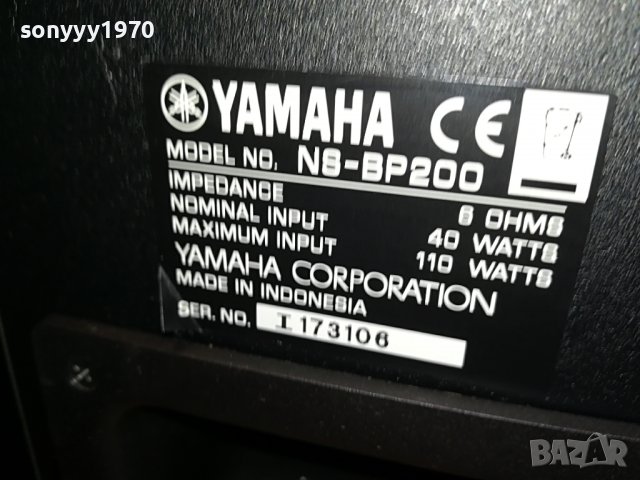 sonyyy1970
YAMAHA CE
MODEL NO. NS-BP200
IMPEDANCE 6 OHMS
NOMINAL INPUT 40 WATTS
MAXIMUM INPUT 110 WATTS
YAMAHA CORPORATION
MADE IN INDONESIA
SER. NO. I 173106
BAZAR